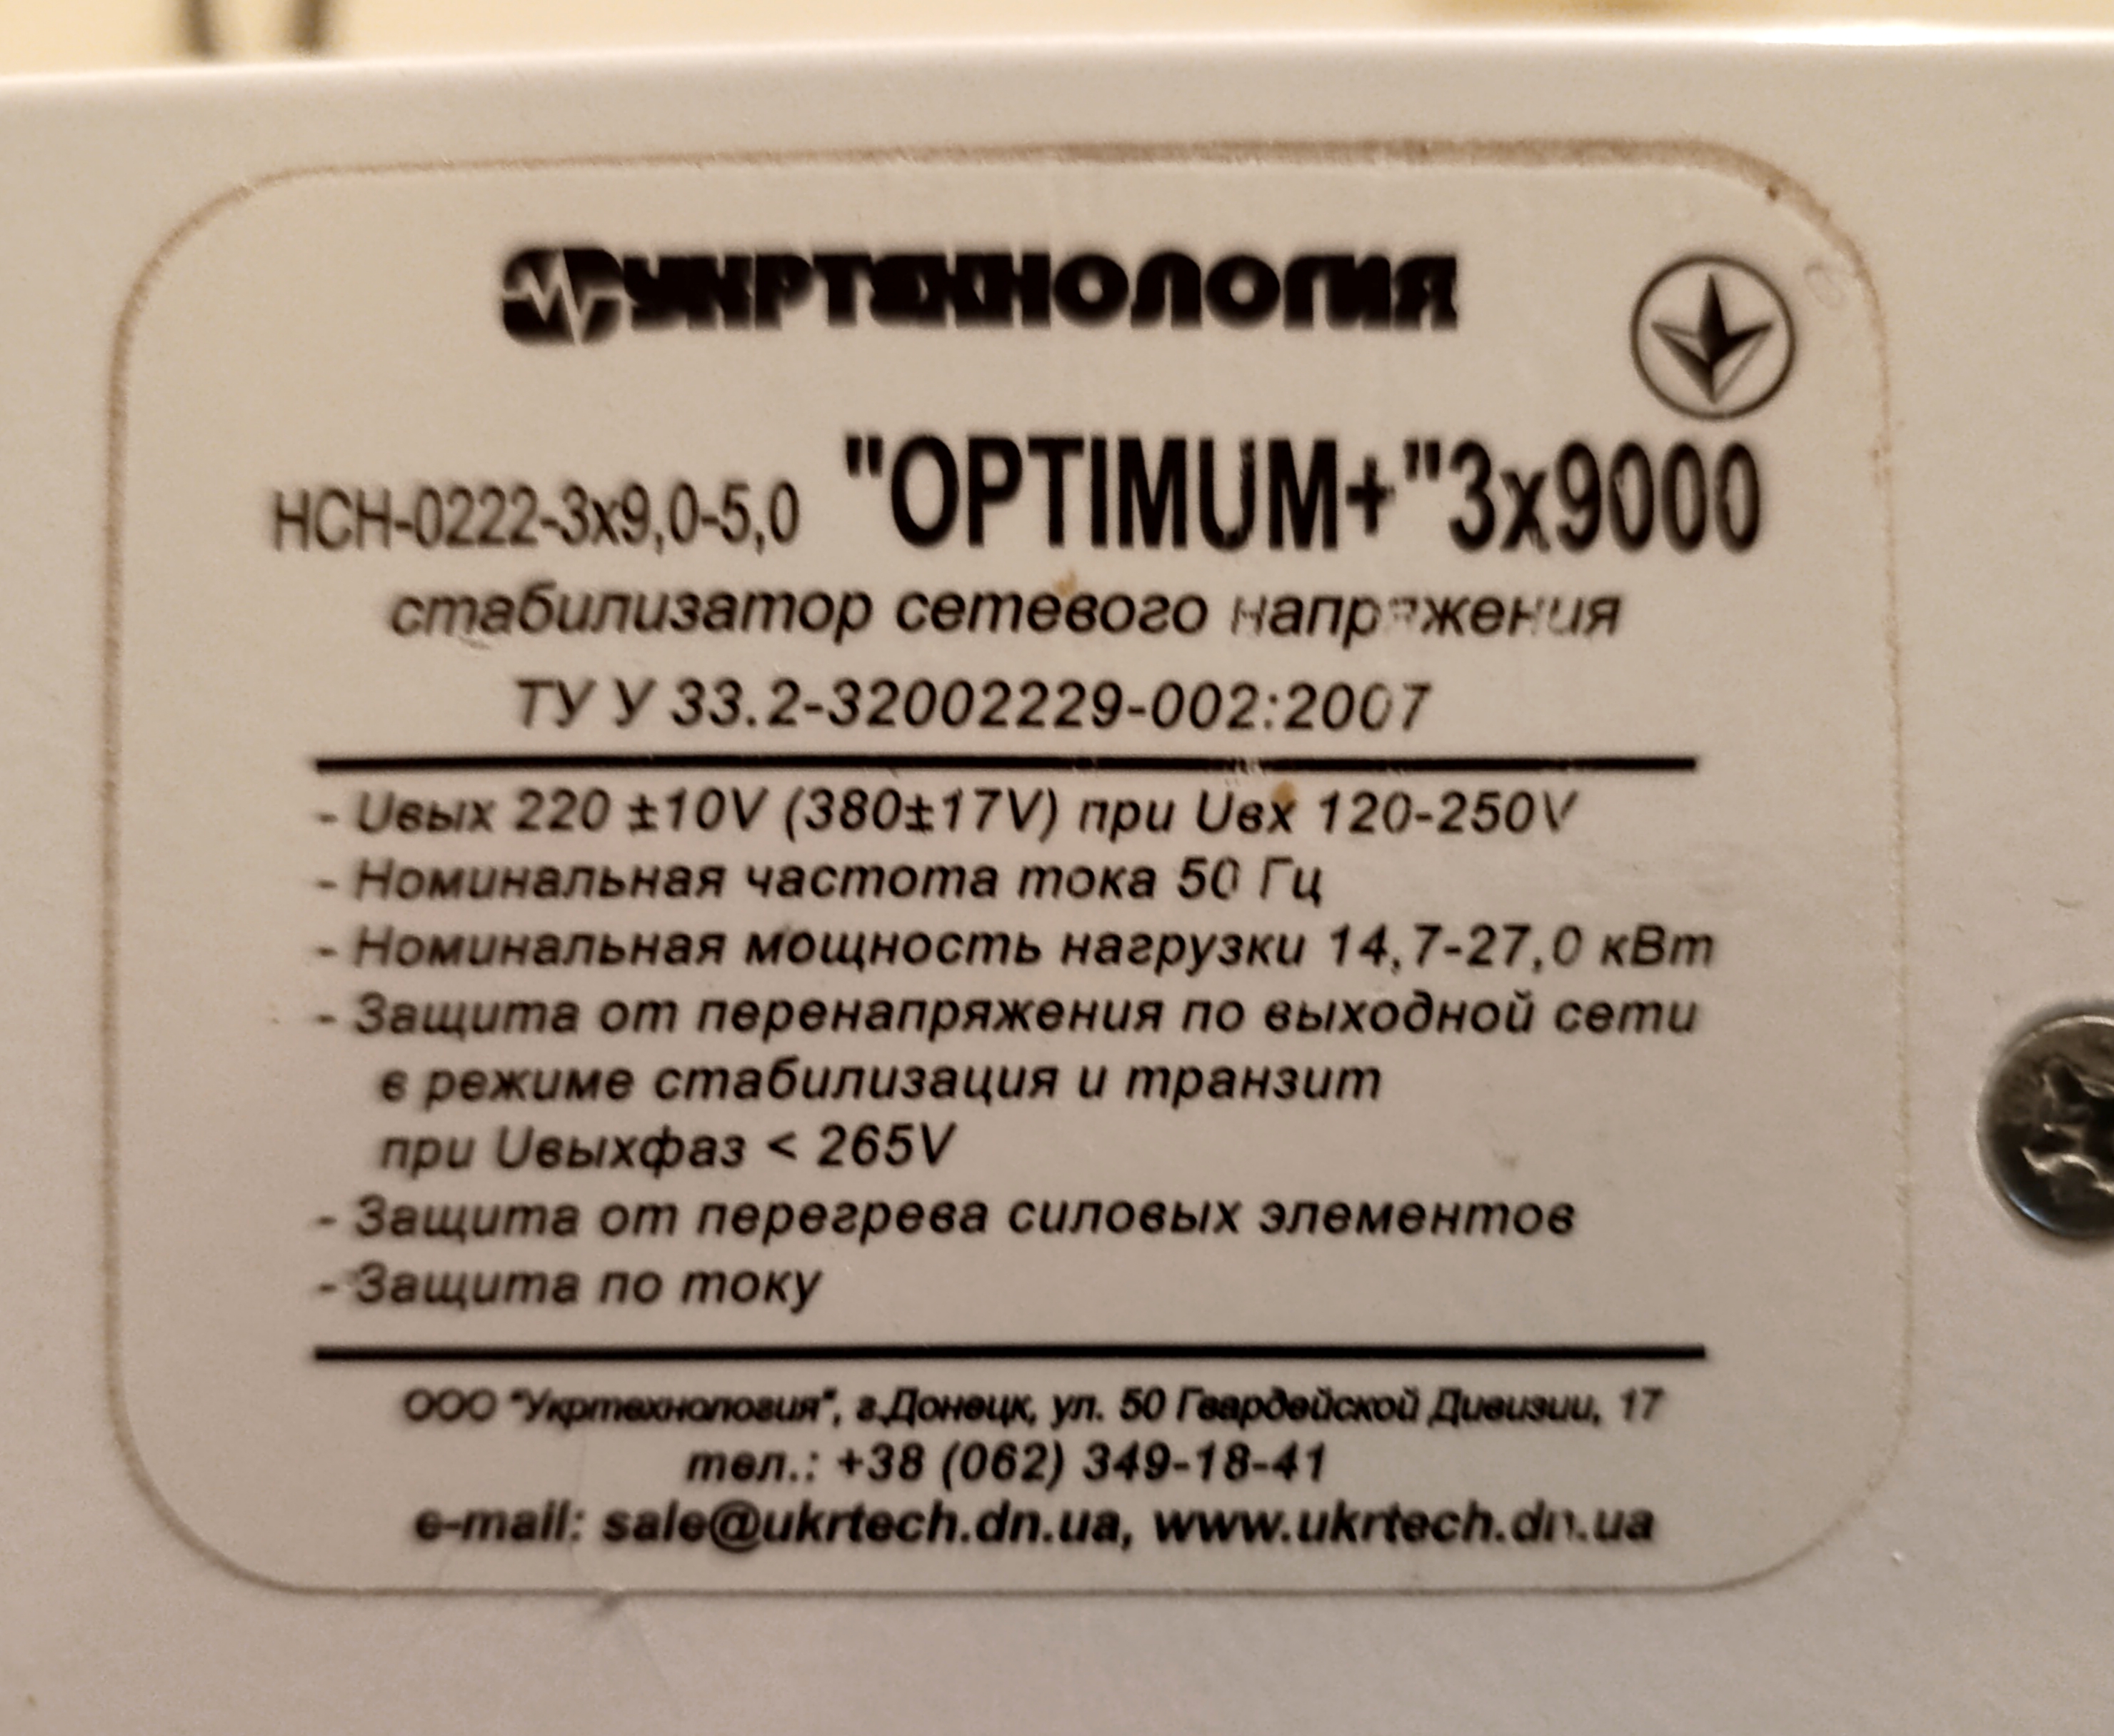 УКРТЕХНОЛОГИЯ
НСН-0222-3х9,0-5,0 "OPTIMUM+"3х9000
стабилизатор сетевого напряжения
ТУ У 33.2-32002229-002:2007
- Uвых 220 ±10V (380±17V) при Uвх 120-250V
- Номинальная частота тока 50 Гц
- Номинальная мощность нагрузки 14,7-27,0 кВт
- Защита от перенапряжения по выходной сети
в режиме стабилизация и транзит
при Uвыхфаз < 265V
- Защита от перегрева силовых элементов
- Защита по току
ООО "Укртехнология", г.Донецк, ул. 50 Гвардейской Дивизии, 17
тел.: +38 (062) 349-18-41
e-mail: sale@ukrtech.dn.ua, www.ukrtech.dn.ua